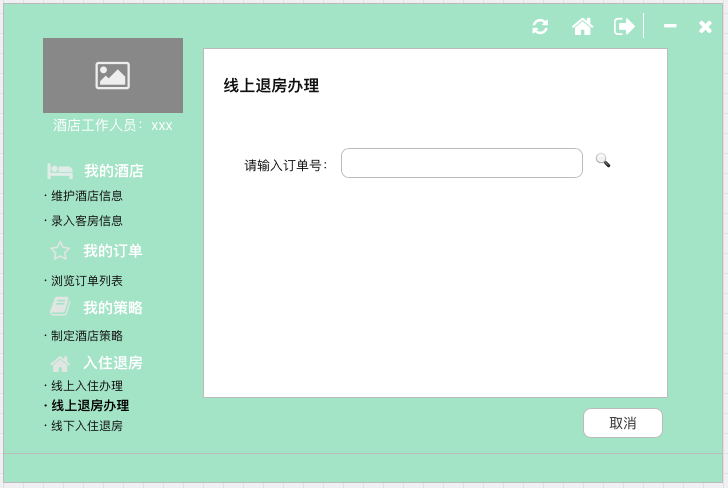 酒店工作人员：xxx
我的酒店
· 维护酒店信息
· 录入客房信息
我的订单
· 浏览订单列表
我的策略
· 制定酒店策略
入住退房
· 线上入住办理
· 线上退房办理
· 线下入住退房
线上退房办理
请输入订单号：
取消